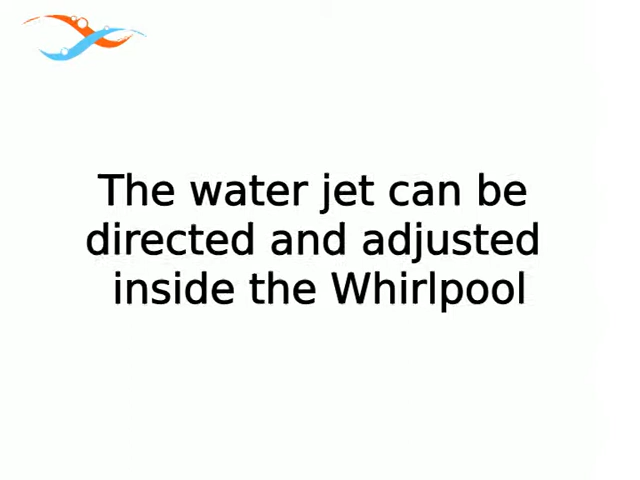 The water jet can be
directed and adjusted
inside the Whirlpool